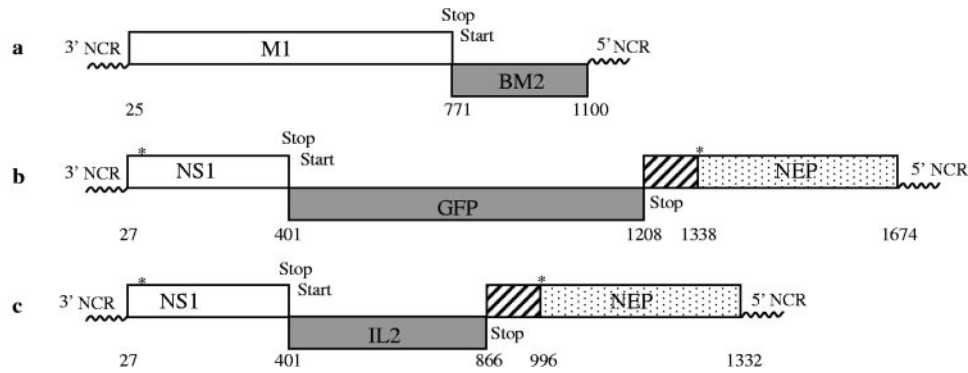 Stop
Start
a 3’ NCR M1 5’ NCR
BM2
25 771 1100
Stop
* Start *
b 3’ NCR NS1 NEP 5’ NCR
GFP Stop
27 401 1208 1338 1674
Stop
* Start *
c 3’ NCR NS1 NEP 5’ NCR
IL2 Stop
27 401 866 996 1332